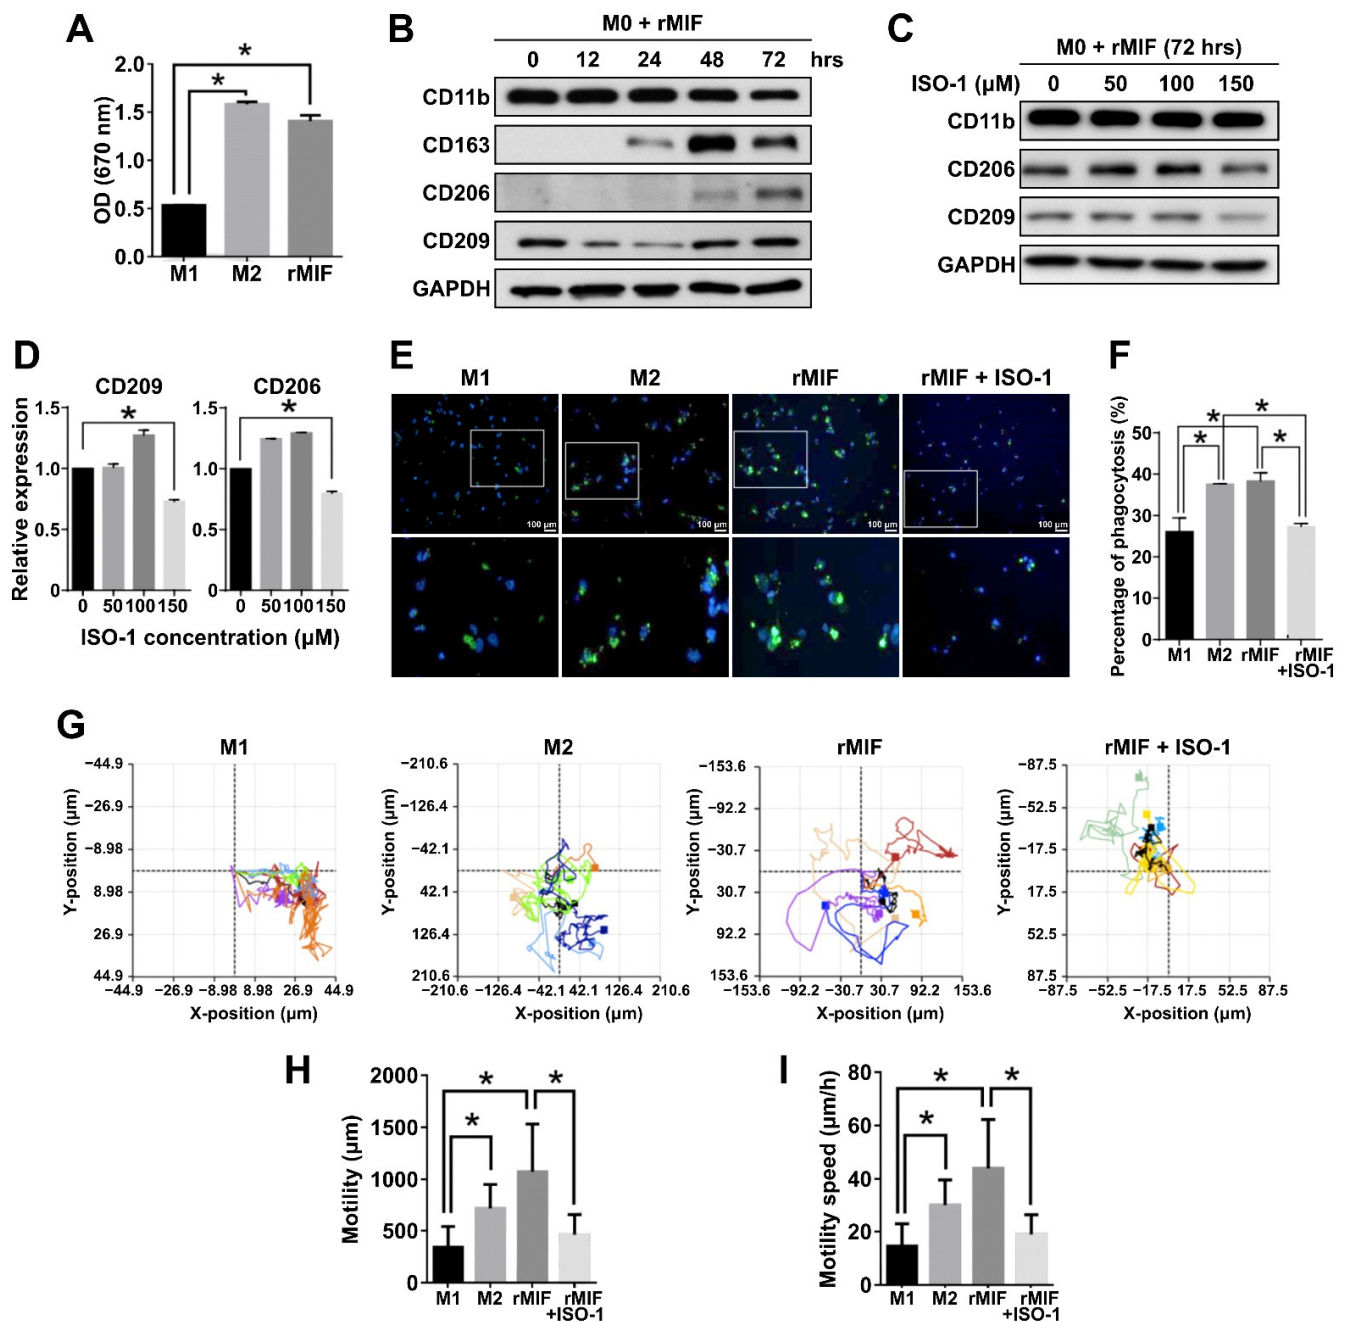 A
OD (670 nm)
2.0
1.5
1.0
0.5
0.0
*
*
M1 M2 rMIF
B
M0 + rMIF
0 12 24 48 72 hrs
CD11b
CD163
CD206
CD209
GAPDH
C
M0 + rMIF (72 hrs)
ISO-1 (µM) 0 50 100 150
CD11b
CD206
CD209
GAPDH
D
Relative expression
CD209
1.5
1.0
0.5
0
*
0 50 100 150
CD206
1.5
1.0
0.5
0
*
0 50 100 150
ISO-1 concentration (µM)
E
M1 M2 rMIF rMIF + ISO-1
100 µm 100 µm 100 µm 100 µm
F
Percentage of phagocytosis (%)
50
40
30
20
10
0
* *
* *
M1 M2 rMIF rMIF
+ISO-1
G
M1
Y-position (µm)
−44.9
−26.9
−8.98
8.98
26.9
44.9
−44.9 −26.9 −8.98 8.98 26.9 44.9
X-position (µm)
M2
Y-position (µm)
−210.6
−126.4
−42.1
42.1
126.4
210.6
−210.6 −126.4 −42.1 42.1 126.4 210.6
X-position (µm)
rMIF
Y-position (µm)
−153.6
−92.2
−30.7
30.7
92.2
153.6
−153.6 −92.2 −30.7 30.7 92.2 153.6
X-position (µm)
rMIF + ISO-1
Y-position (µm)
−87.5
−52.5
−17.5
17.5
52.5
87.5
−87.5 −52.5 −17.5 17.5 52.5 87.5
X-position (µm)
H
Motility (µm)
2000
1500
1000
500
0
* *
*
M1 M2 rMIF rMIF
+ISO-1
I
Motility speed (µm/h)
80
60
40
20
0
* *
*
M1 M2 rMIF rMIF
+ISO-1